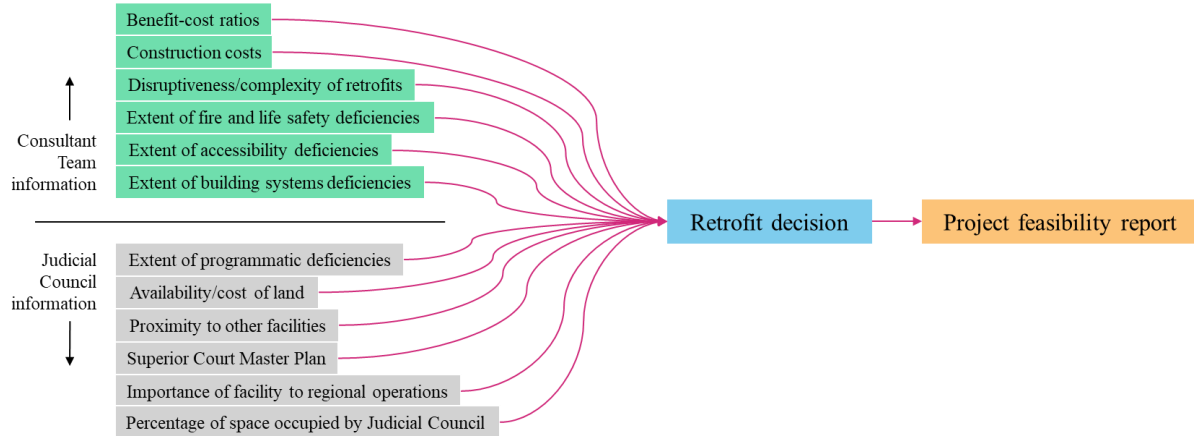 Benefit-cost ratios
Construction costs
Disruptiveness/complexity of retrofits
Extent of fire and life safety deficiencies
Extent of accessibility deficiencies
Extent of building systems deficiencies
Consultant
Team
information
Judicial
Council
information
Extent of programmatic deficiencies
Availability/cost of land
Proximity to other facilities
Superior Court Master Plan
Importance of facility to regional operations
Percentage of space occupied by Judicial Council
Retrofit decision
Project feasibility report